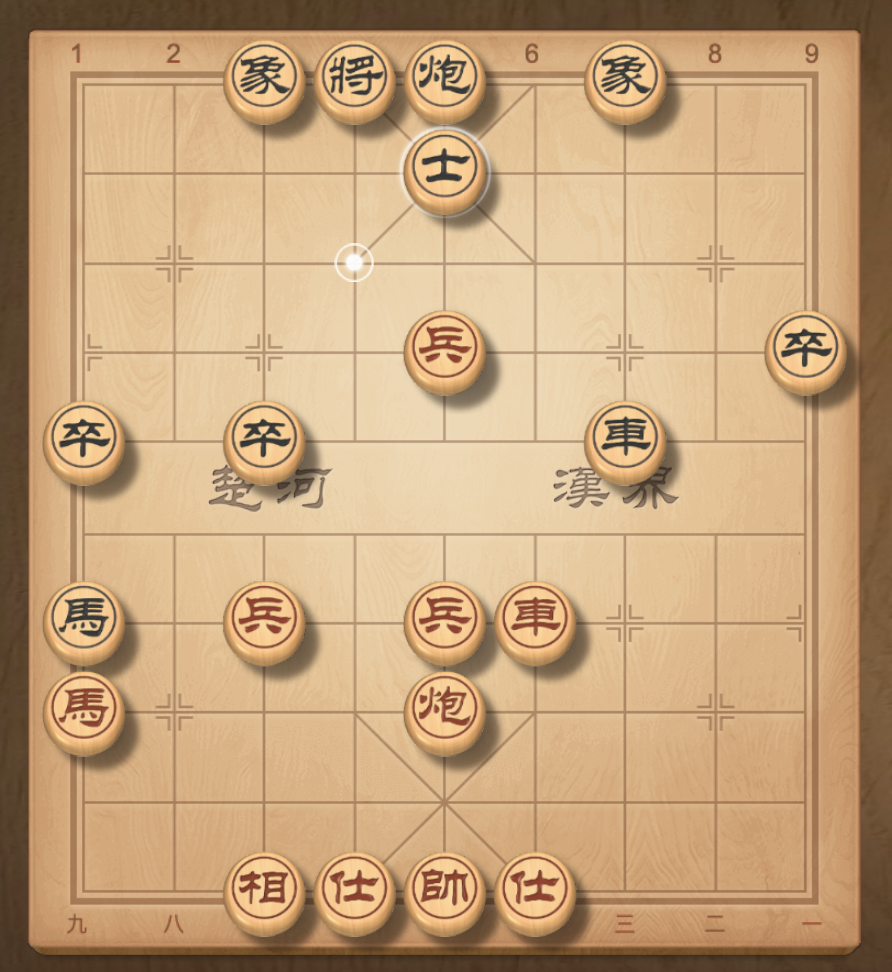 1 2 6 8 9
象 將 炮 象
士
兵 卒
卒 卒 車
楚河 漢界
馬 兵 兵 車
馬 炮
相 仕 帥 仕
九 八 三 二 一